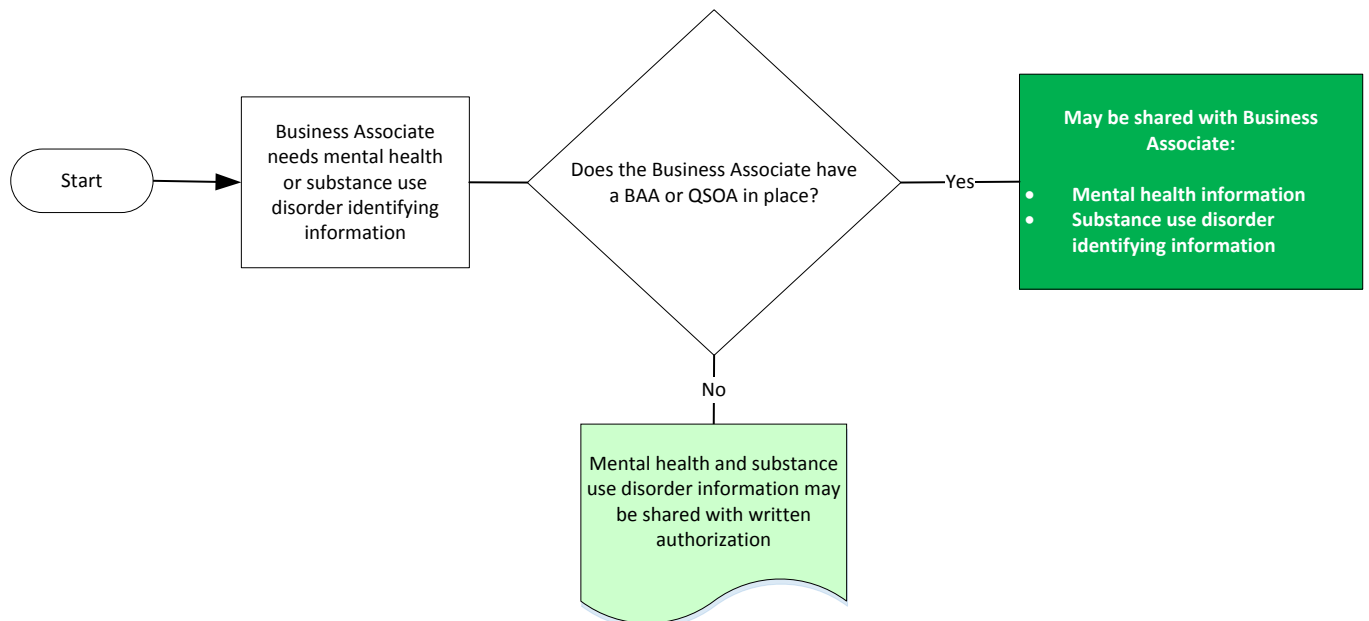 Start
Business Associate
needs mental health
or substance use
disorder identifying
information
Does the Business Associate have
a BAA or QSOA in place?
Yes
May be shared with Business
Associate:
• Mental health information
• Substance use disorder
identifying information
No
Mental health and substance
use disorder information may
be shared with written
authorization